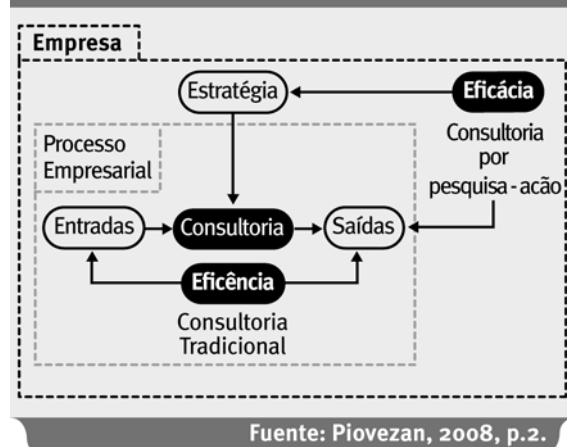 Empresa
Estratégia
Eficácia
Consultoria
por
pesquisa-acão
Processo
Empresarial
Entradas
Consultoria
Saídas
Eficência
Consultoria
Tradicional
Fuente: Piovezan, 2008, p.2.